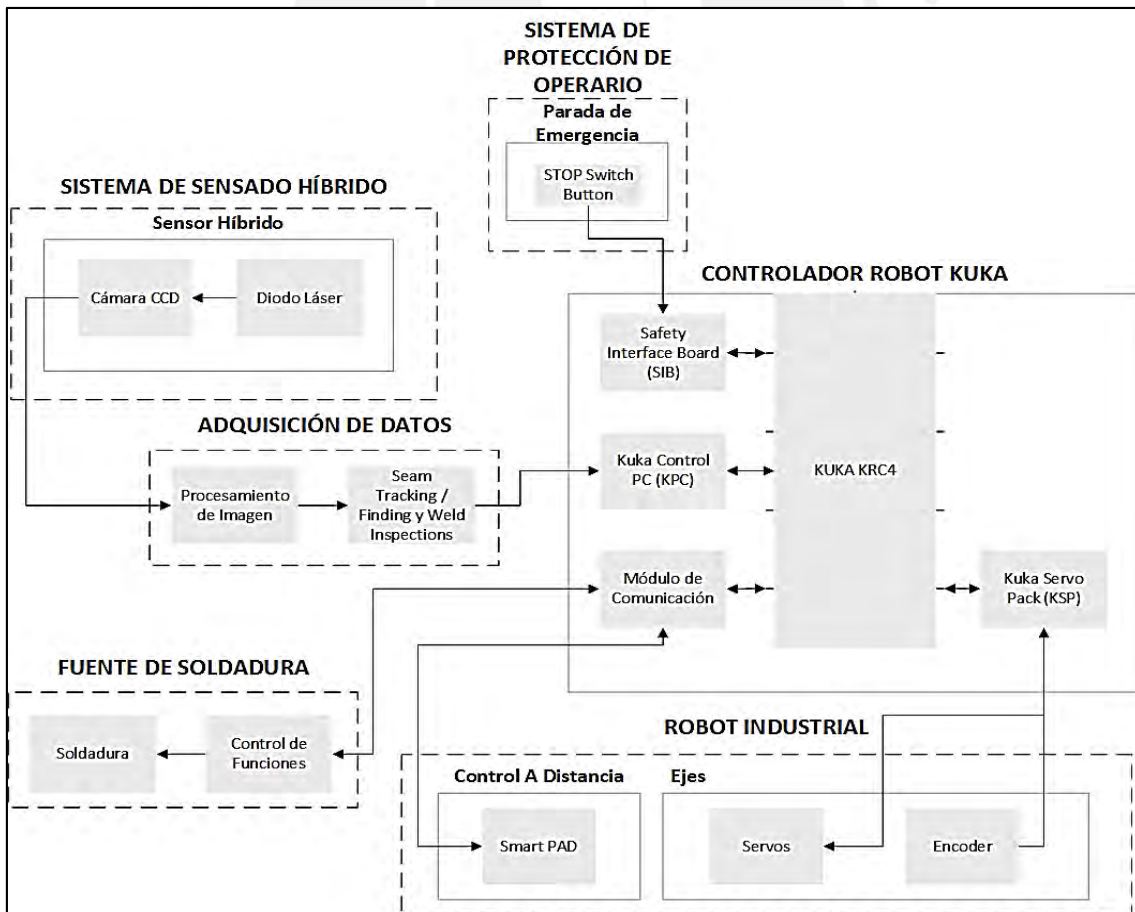 SISTEMA DE
PROTECCIÓN DE
OPERARIO
Parada de
Emergencia
STOP Switch
Button
SISTEMA DE SENSADO HÍBRIDO
Sensor Híbrido
Cámara CCD
Diodo Láser
CONTROLADOR ROBOT KUKA
Safety
Interface Board
(SIB)
Kuka Control
PC (KPC)
KUKA KRC4
Módulo de
Comunicación
Kuka Servo
Pack (KSP)
ADQUISICIÓN DE DATOS
Procesamiento
de Imagen
Seam
Tracking /
Finding y Weld
Inspections
FUENTE DE SOLDADURA
Soldadura
Control de
Funciones
ROBOT INDUSTRIAL
Control A Distancia
Smart PAD
Ejes
Servos
Encoder